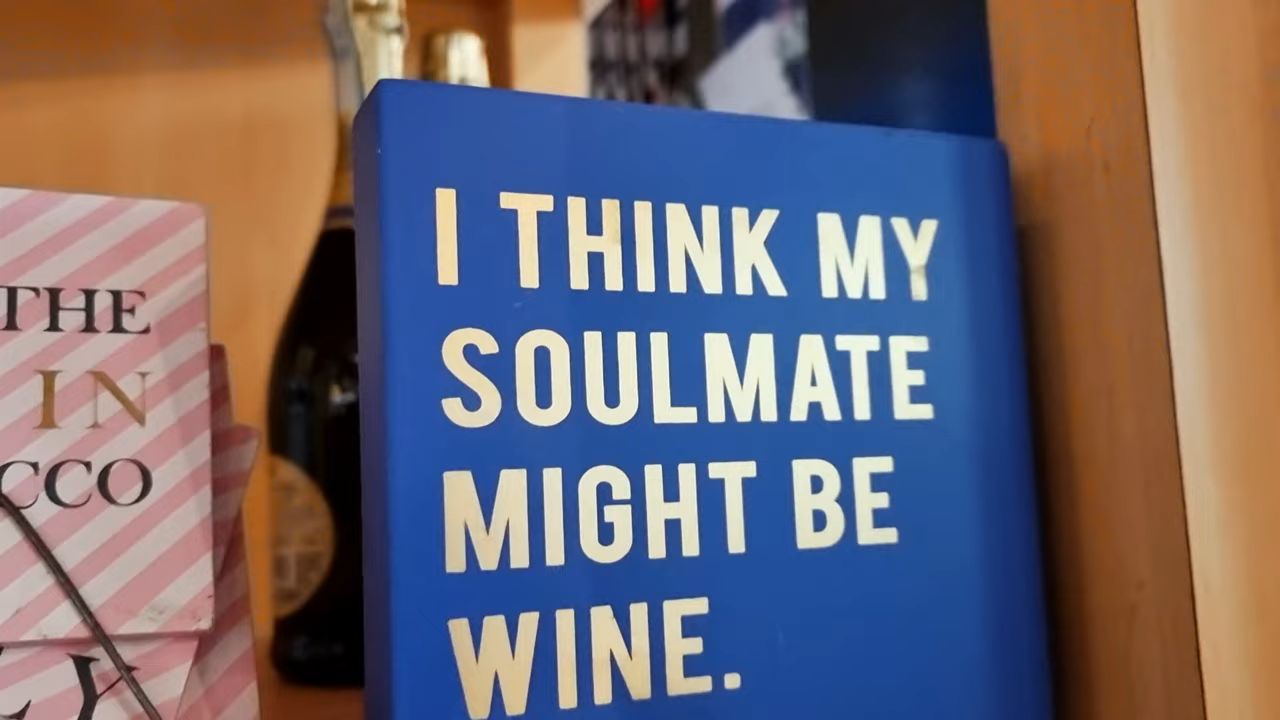 THE
IN
CCO
I THINK MY
SOULMATE
MIGHT BE
WINE.